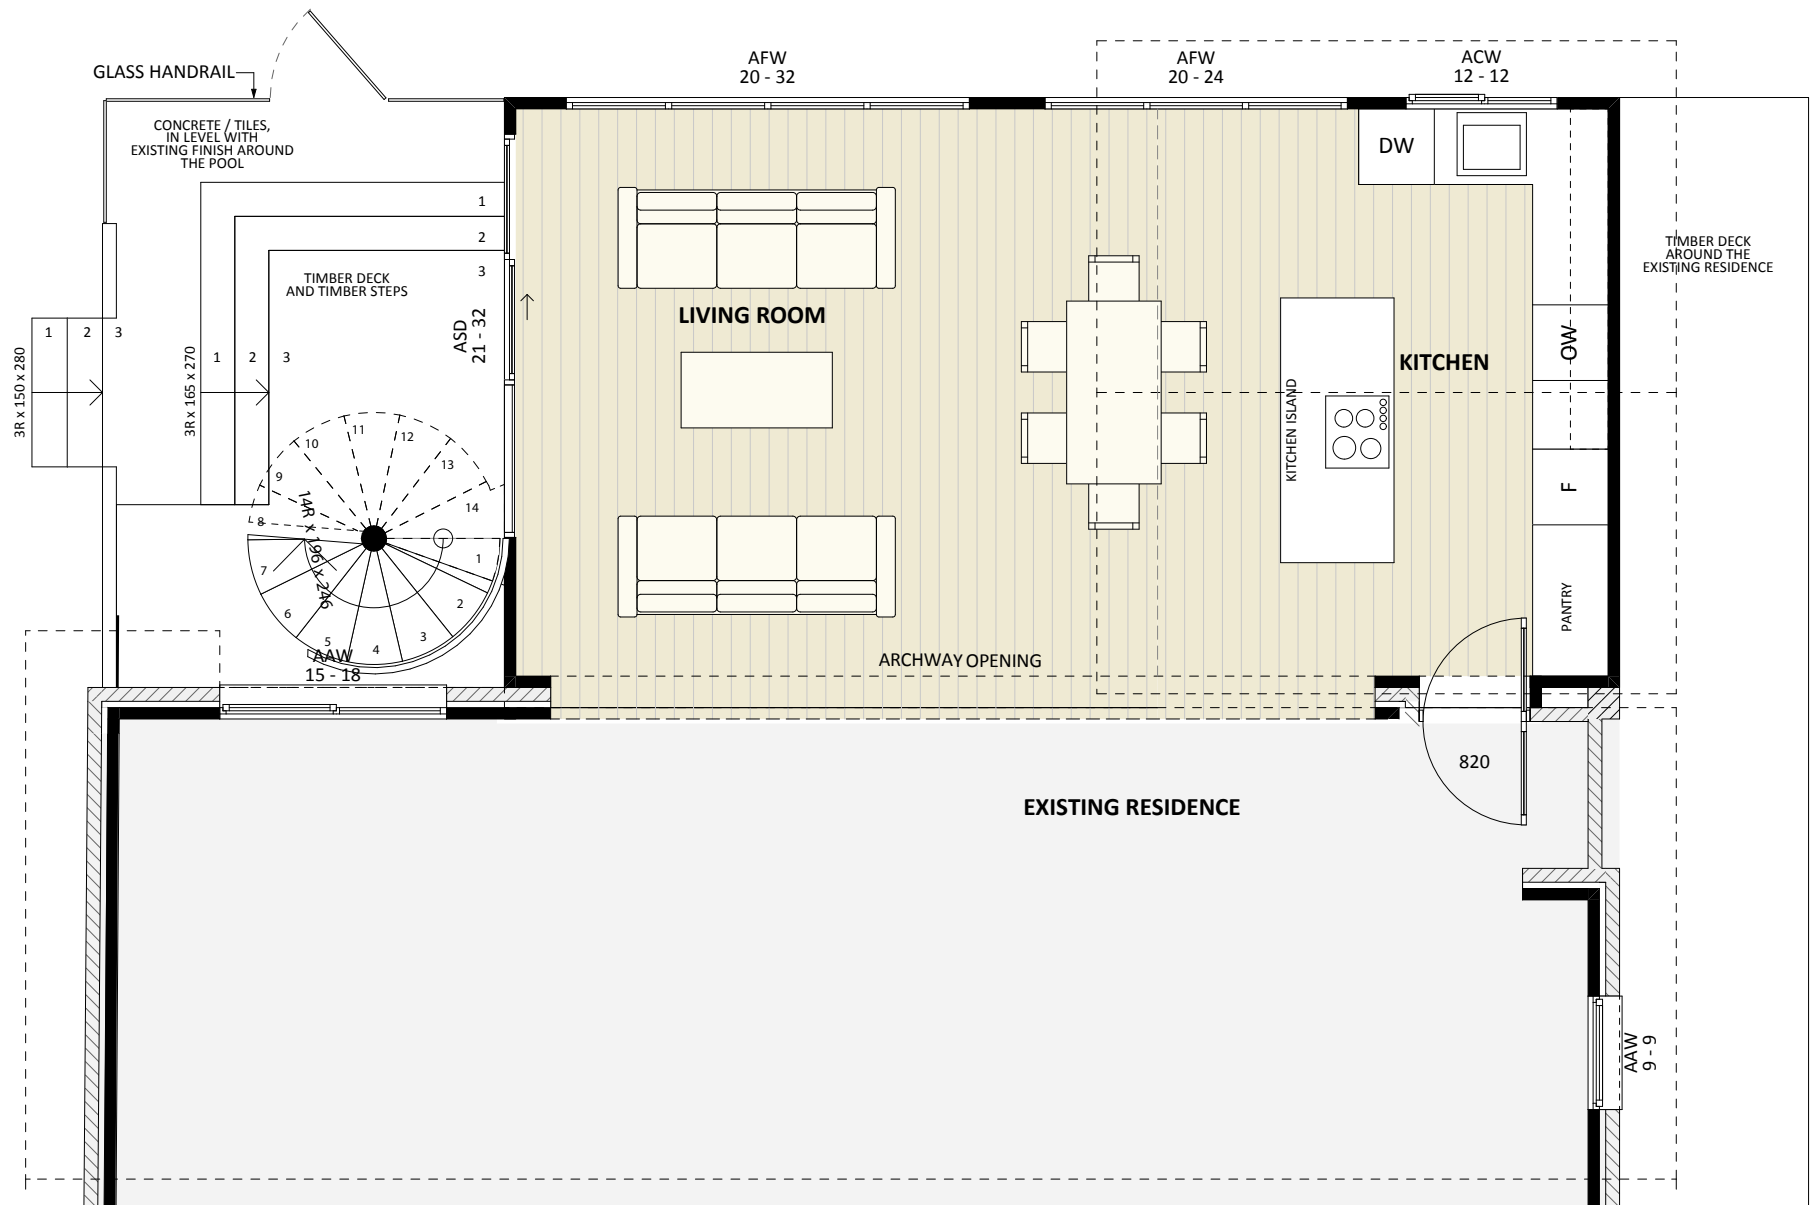 AFW
20 - 32
AFW
20 - 24
ACW
12 - 12
GLASS HANDRAIL
CONCRETE / TILES,
IN LEVEL WITH
EXISTING FINISH AROUND
THE POOL
DW
1
2
3
TIMBER DECK
AND TIMBER STEPS
TIMBER DECK
AROUND THE
EXISTING RESIDENCE
LIVING ROOM
ASD
21 - 32
1 2 3
3R x 150 x 280
1 2 3
3R x 165 x 270
OW
KITCHEN
KITCHEN ISLAND
F
PANTRY
8
9
10
11
12
13
14
14R x 196 x 246
1
2
3
4
5
6
7
AAW
15 - 18
ARCHWAY OPENING
820
EXISTING RESIDENCE
AAW
9 - 9